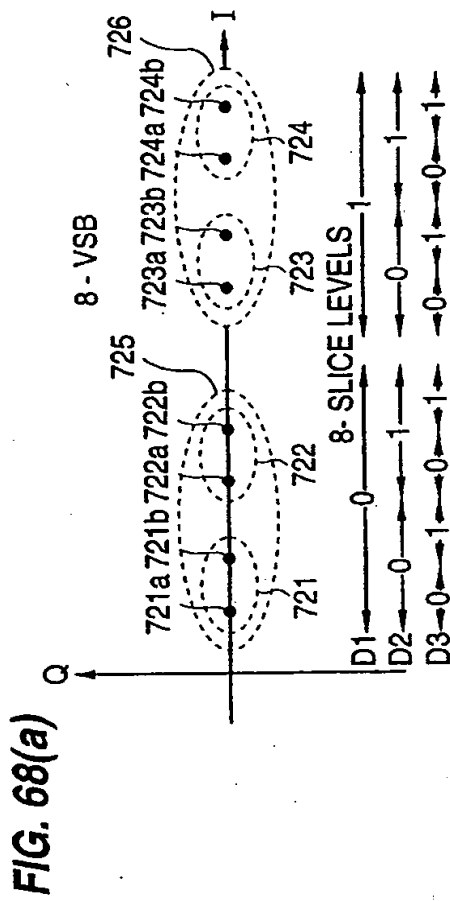 FIG. 68(a)
8 - VSB
Q
725
726
I
721a 721b 722a 722b
723a 723b 724a 724b
721
722
723
724
8- SLICE LEVELS
D1 0 1
D2 0 1 0 1
D3 0 1 0 1 0 1 0 1